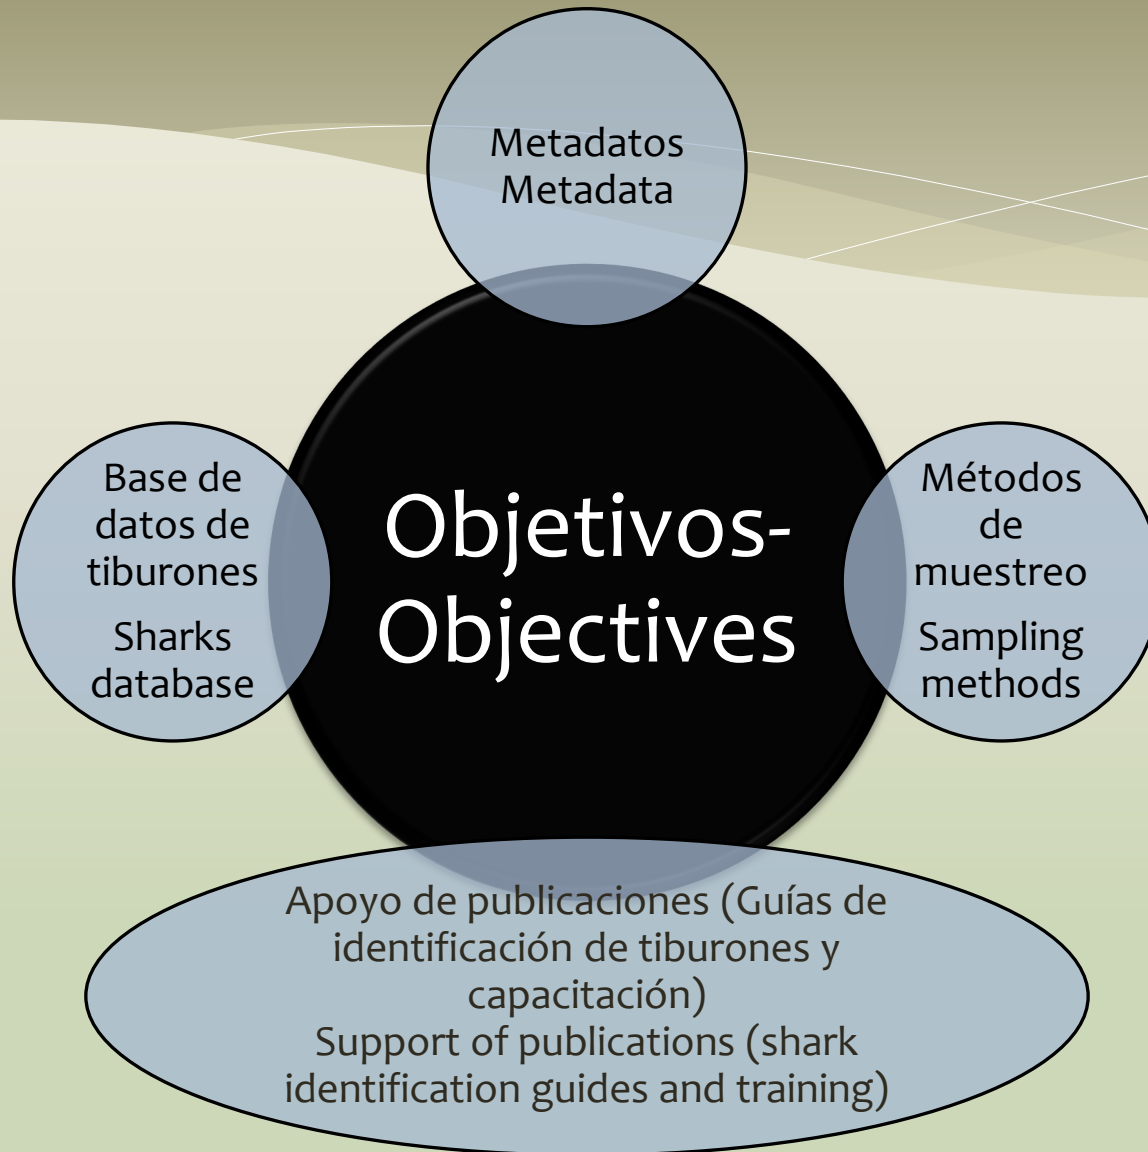 Metadatos
Metadata
Base de
datos de
tiburones
Sharks
database
Objetivos-
Objectives
Métodos
de
muestreo
Sampling
methods
Apoyo de publicaciones (Guías de
identificación de tiburones y
capacitación)
Support of publications (shark
identification guides and training)